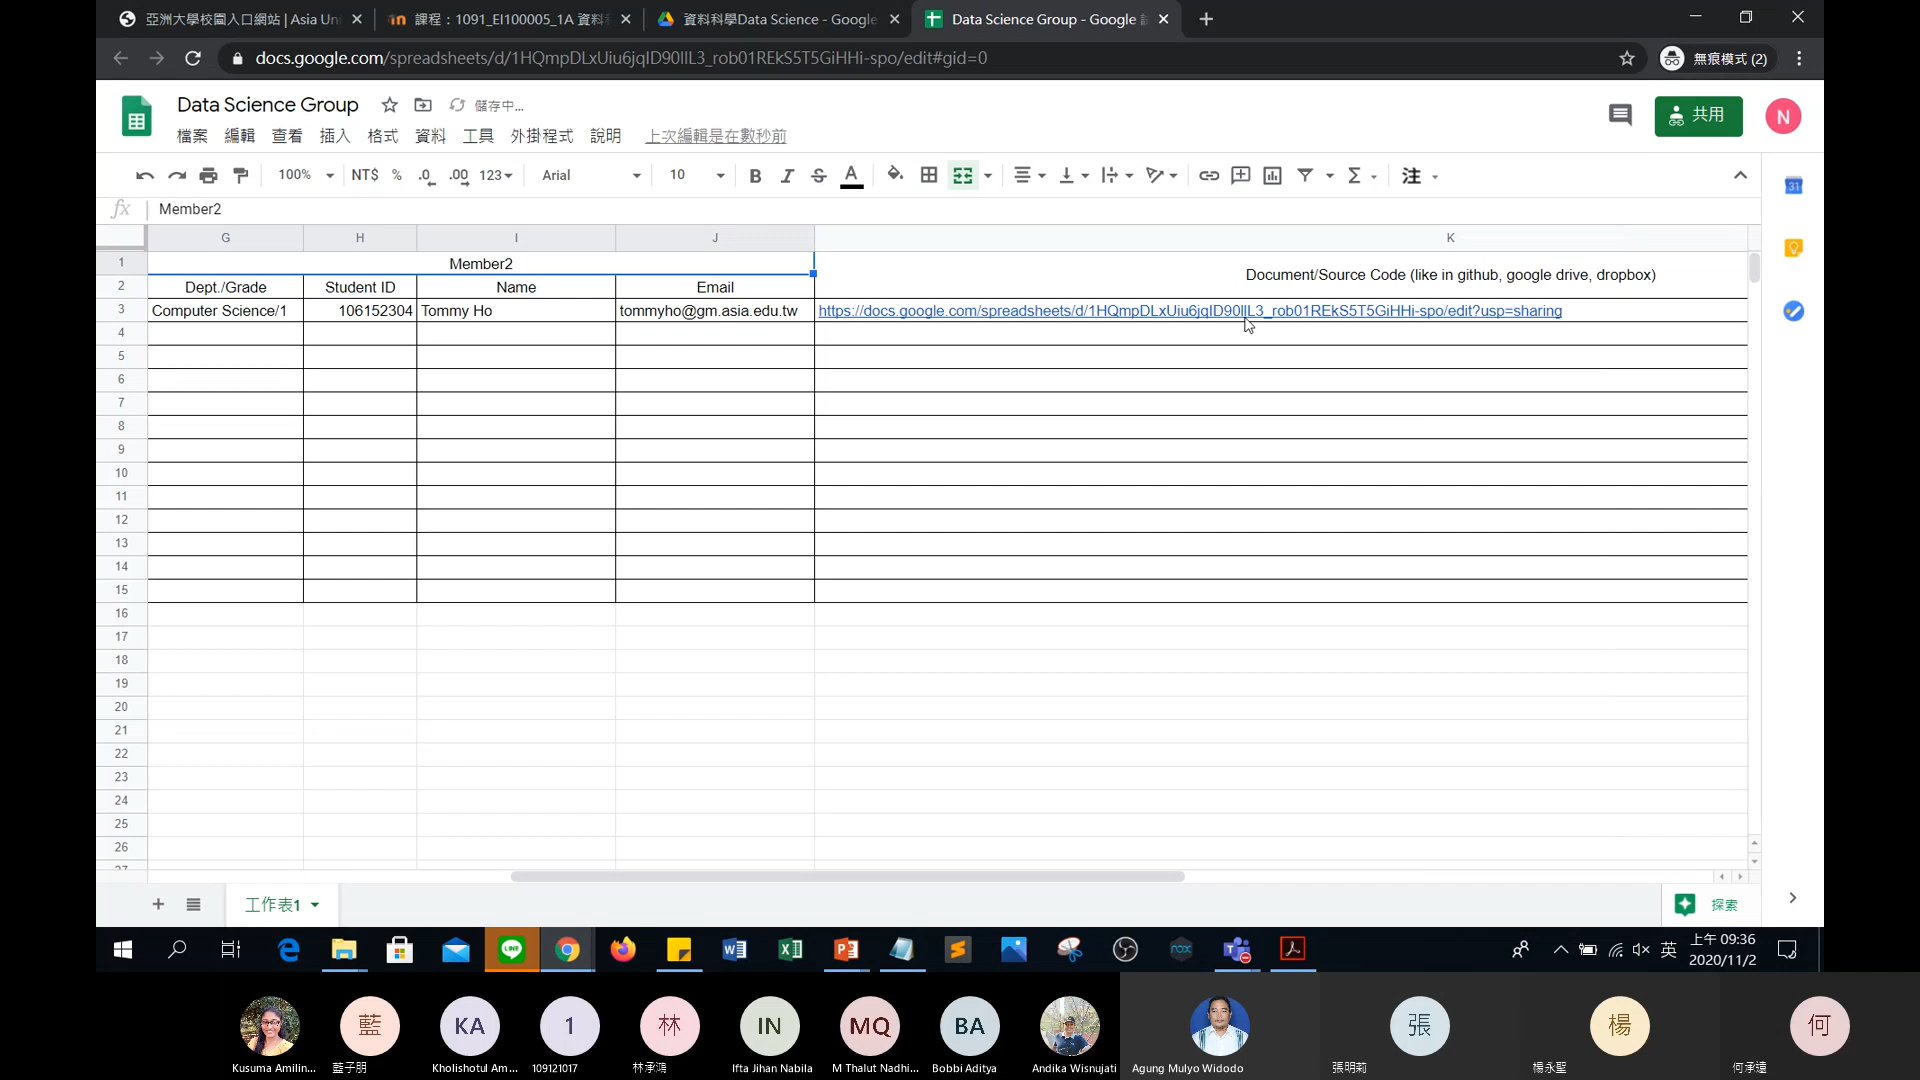 亞洲大學校園入口網站 | Asia Un
課程：1091_EI100005_1A 資料
資料科學Data Science - Google
Data Science Group - Google
docs.google.com/spreadsheets/d/1HQmpDLxUiu6jqID90llL3_rob01REkS5T5GiHHi-spo/edit#gid=0
無痕模式 (2)
Data Science Group
儲存中...
檔案 編輯 查看 插入 格式 資料 工具 外掛程式 說明 上次編輯是在數秒前
共用
N
100% NT$ % .0 .00 123 Arial 10 B I S A Σ 注
fx Member2
G H I J K
1 Member2
Document/Source Code (like in github, google drive, dropbox)
2 Dept./Grade Student ID Name Email
3 Computer Science/1 106152304 Tommy Ho tommyho@gm.asia.edu.tw https://docs.google.com/spreadsheets/d/1HQmpDLxUiu6jqID90llL3_rob01REkS5T5GiHHi-spo/edit?usp=sharing
4
5
6
7
8
9
10
11
12
13
14
15
16
17
18
19
20
21
22
23
24
25
26
27
31
工作表1
探索
英
上午 09:36
2020/11/2
藍 KA 1 林 IN MQ BA 張 楊 何
Kusuma Amilin... 藍子朋 Kholishotul Am... 109121017 林承鴻 Ifta Jihan Nabila M Thalut Nadhi... Bobbi Aditya Andika Wisnujati Agung Mulyo Widodo 張明莉 楊永聖 何承遠